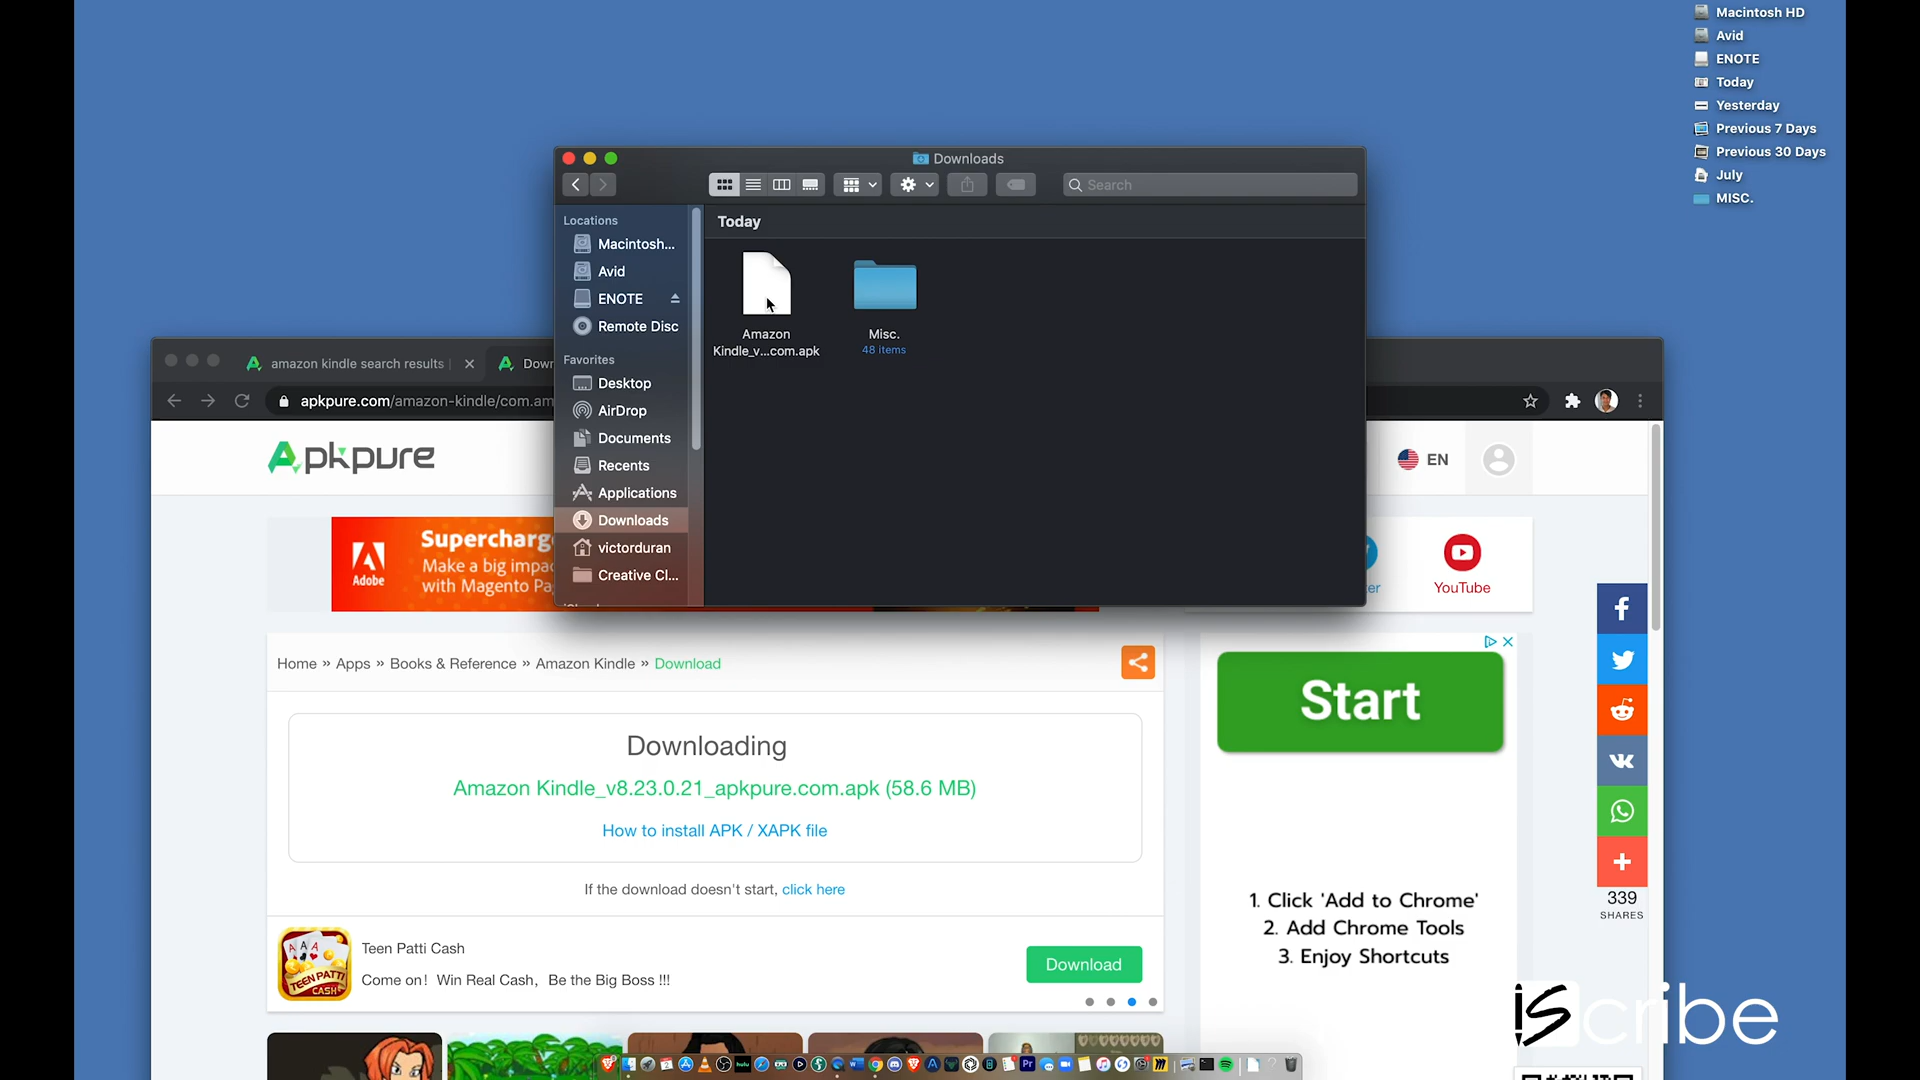 Macintosh HD
Avid
ENOTE
Today
Yesterday
Previous 7 Days
Previous 30 Days
July
MISC.
Downloads
Search
Locations
Macintosh...
Avid
ENOTE
Remote Disc
Favorites
Desktop
AirDrop
Documents
Recents
Applications
Downloads
victorduran
Creative Cl...
Today
Amazon
Kindle_v...com.apk
Misc.
48 items
amazon kindle search results |
Down
apkpure.com/amazon-kindle/com.am
Apkpure
EN
Adobe
Supercharg
Make a big impa
with Magento Pa
er
YouTube
Home » Apps » Books & Reference » Amazon Kindle » Download
Downloading
Amazon Kindle_v8.23.0.21_apkpure.com.apk (58.6 MB)
How to install APK / XAPK file
If the download doesn't start, click here
TEEN PATTI
CASH
Teen Patti Cash
Come on! Win Real Cash, Be the Big Boss !!!
Download
Start
1. Click 'Add to Chrome'
2. Add Chrome Tools
3. Enjoy Shortcuts
339
SHARES
iScribe